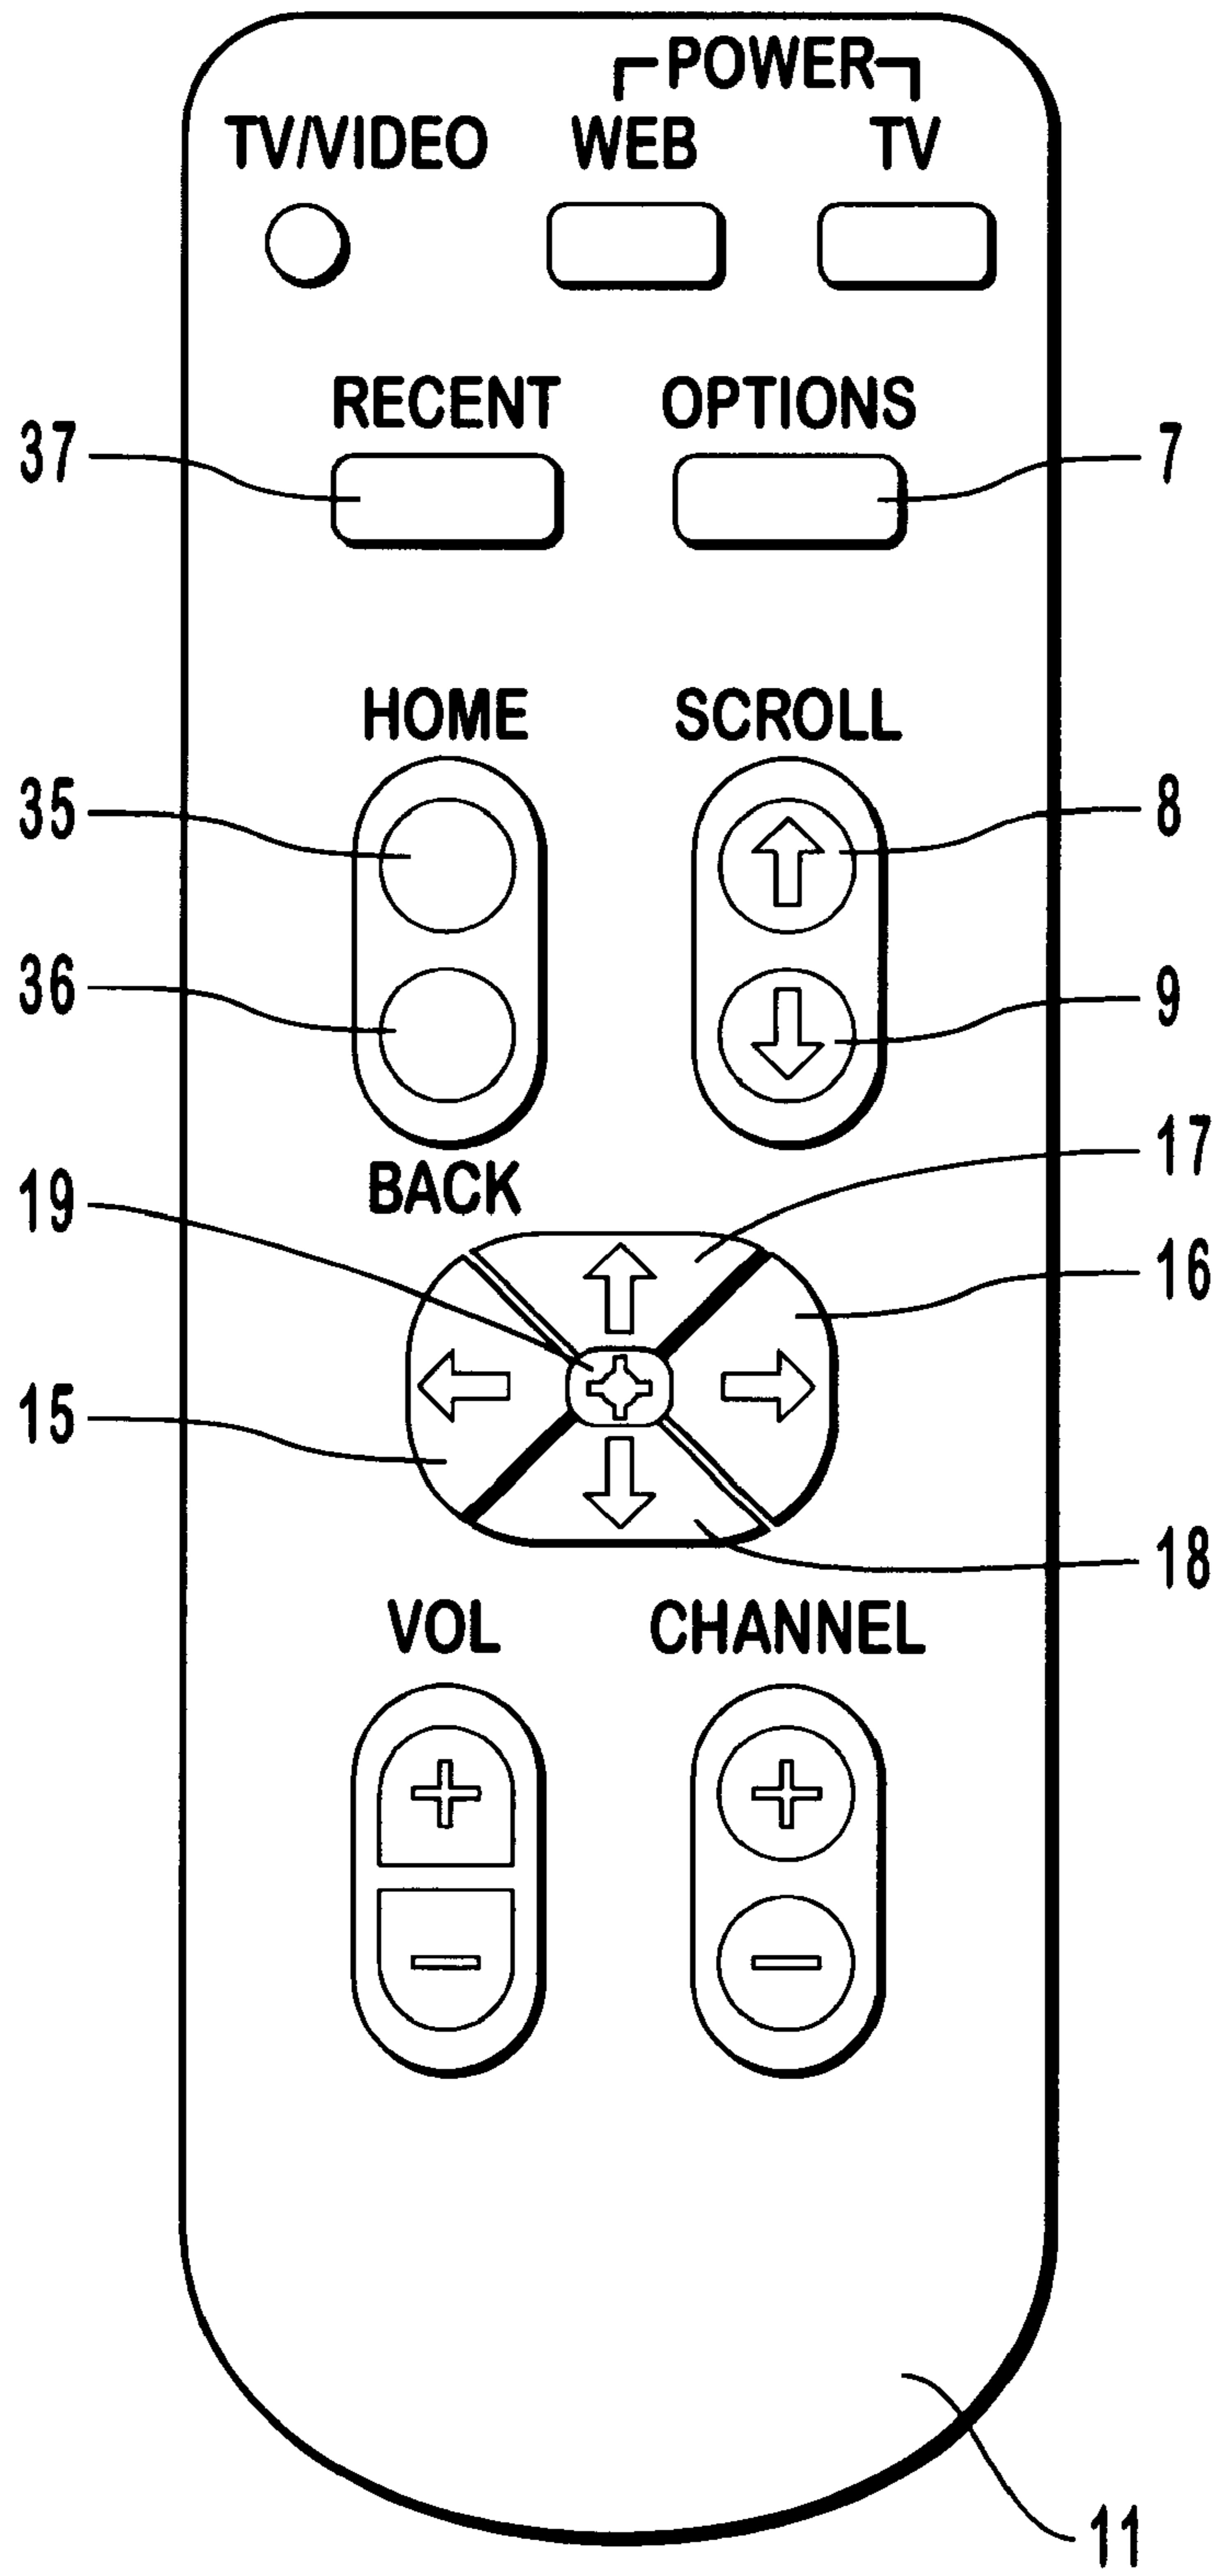 POWER
TV/VIDEO WEB TV
RECENT OPTIONS
37 7
HOME SCROLL
35 8
36 9
17
BACK
19
16
15
18
VOL CHANNEL
11